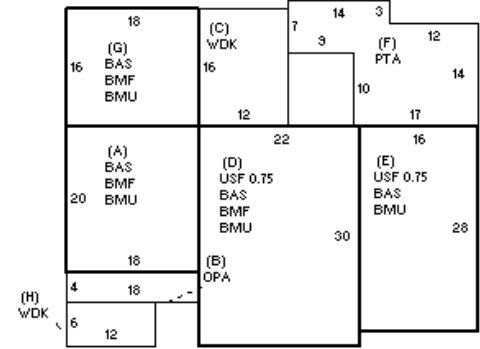 18
(G)
BAS
BMF
BMU
16
(C)
WDK
16
12
14
3
7
9
(F)
PTA
12
14
10
17
(A)
BAS
BMF
BMU
20
18
22
(D)
USF 0.75
BAS
BMF
BMU
30
16
(E)
USF 0.75
BAS
BMU
28
(B)
OPA
4
18
(H)
WDK
6
12